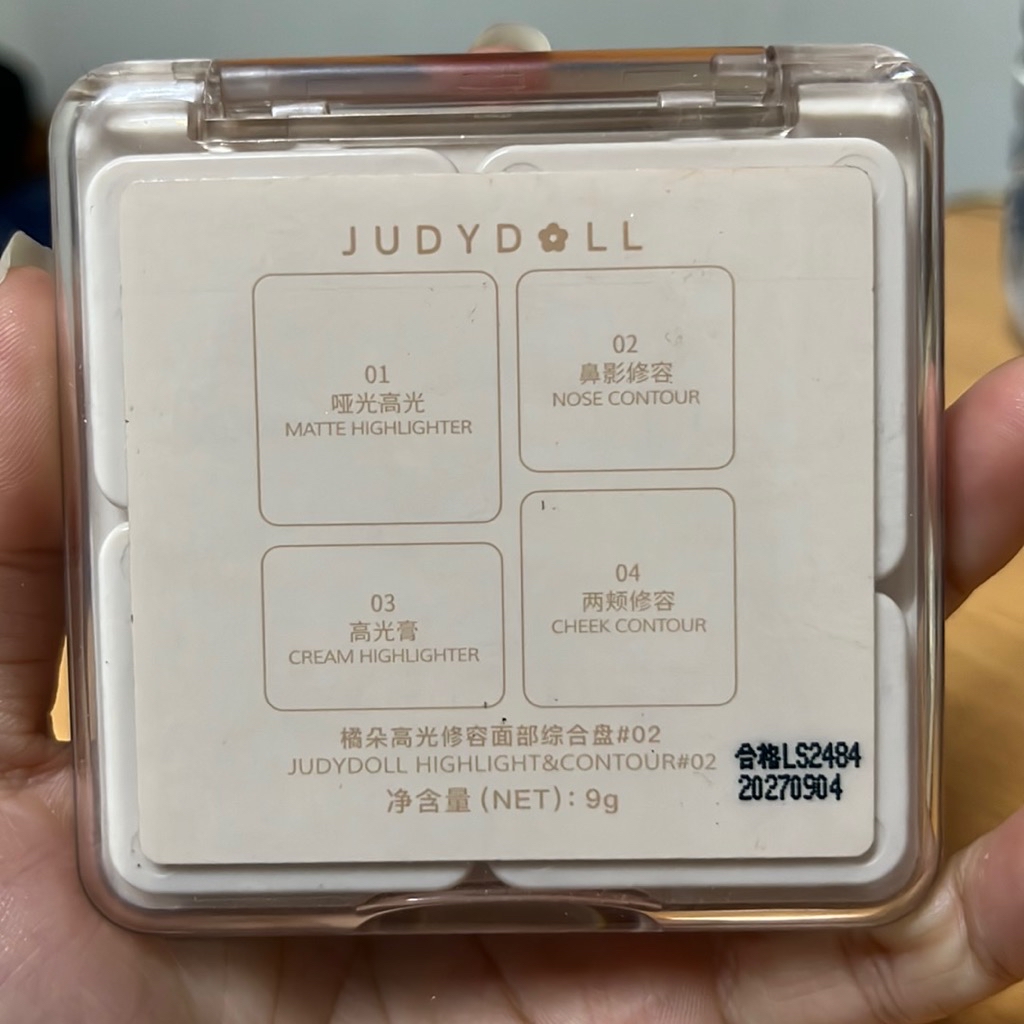 JUDYDOLL
01
哑光高光
MATTE HIGHLIGHTER
02
鼻影修容
NOSE CONTOUR
03
高光膏
CREAM HIGHLIGHTER
04
两颊修容
CHEEK CONTOUR
橘朵高光修容面部综合盘#02
JUDYDOLL HIGHLIGHT&CONTOUR#02
净含量(NET):9g
合格LS2484
20270904